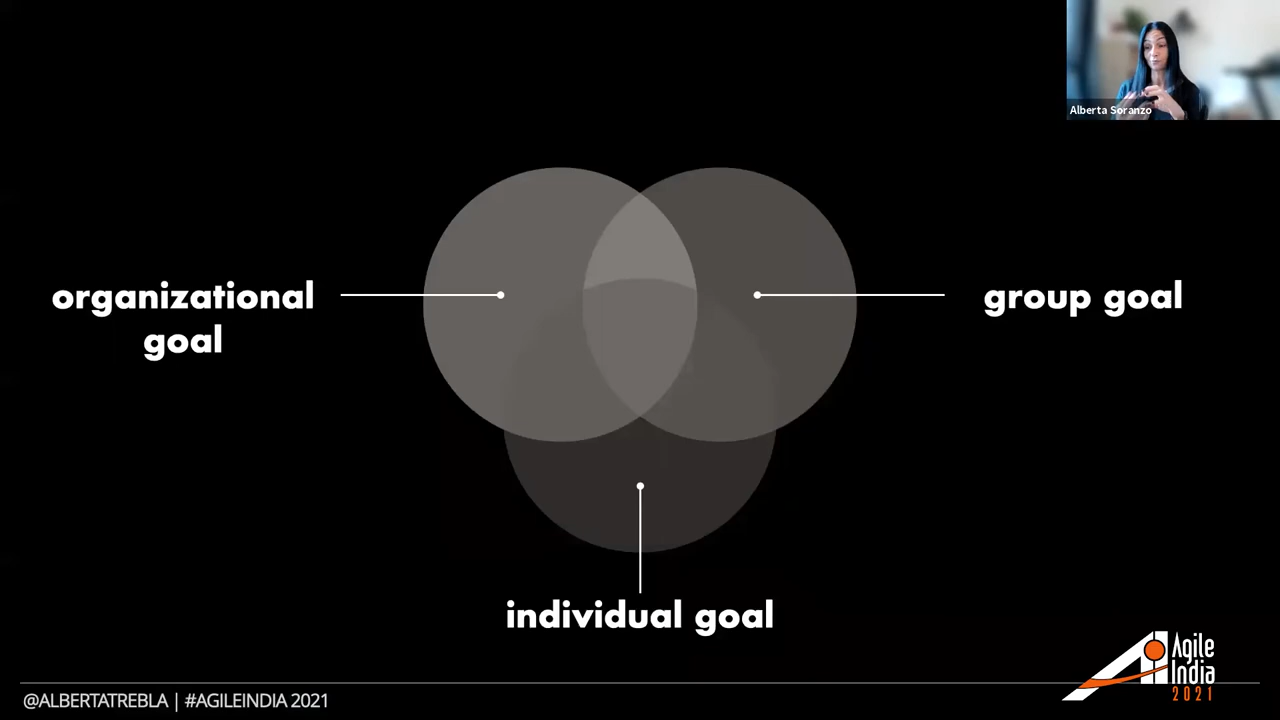 Alberta Soranzo
organizational
goal
group goal
individual goal
@ALBERTATREBLA | #AGILEINDIA 2021
Agile
India
2021